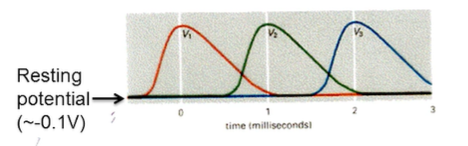 V₁
V₂
V₃
Resting
potential
(~-0.1V)
0
1
2
3
time (milliseconds)